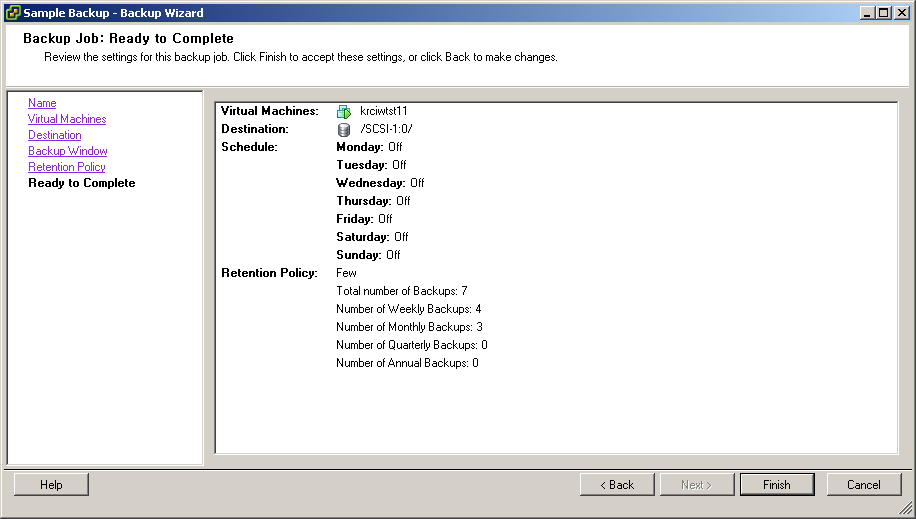 Sample Backup - Backup Wizard
Backup Job: Ready to Complete
Review the settings for this backup job. Click Finish to accept these settings, or click Back to make changes.
Name
Virtual Machines
Destination
Backup Window
Retention Policy
Ready to Complete
Virtual Machines: krciwtst11
Destination: /SCSI-1:0/
Schedule: Monday: Off
Tuesday: Off
Wednesday: Off
Thursday: Off
Friday: Off
Saturday: Off
Sunday: Off
Retention Policy: Few
Total number of Backups: 7
Number of Weekly Backups: 4
Number of Monthly Backups: 3
Number of Quarterly Backups: 0
Number of Annual Backups: 0
Help < Back Next > Finish Cancel